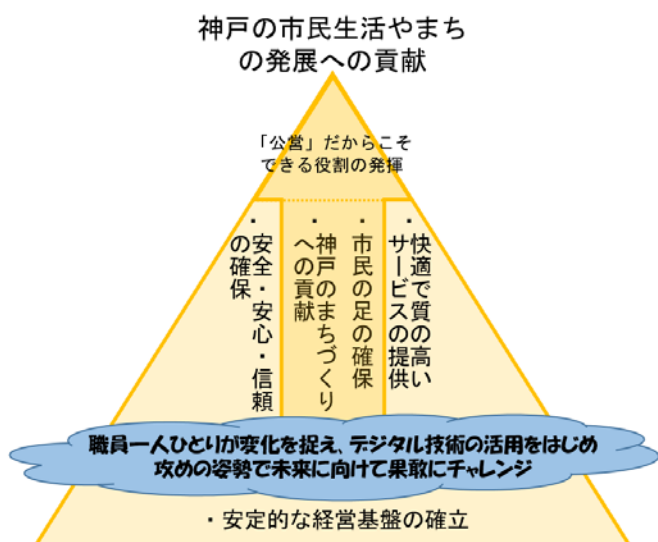 神戸の市民生活やまち
の発展への貢献
「公営」だからこそ
できる役割の発揮
・快適で質の高い
サービスの提供
・市民の足の確保
・神戸のまちづくり
への貢献
・安全・安心・信頼
の確保
職員一人ひとりが変化を捉え、デジタル技術の活用をはじめ
攻めの姿勢で未来に向けて果敢にチャレンジ
・安定的な経営基盤の確立